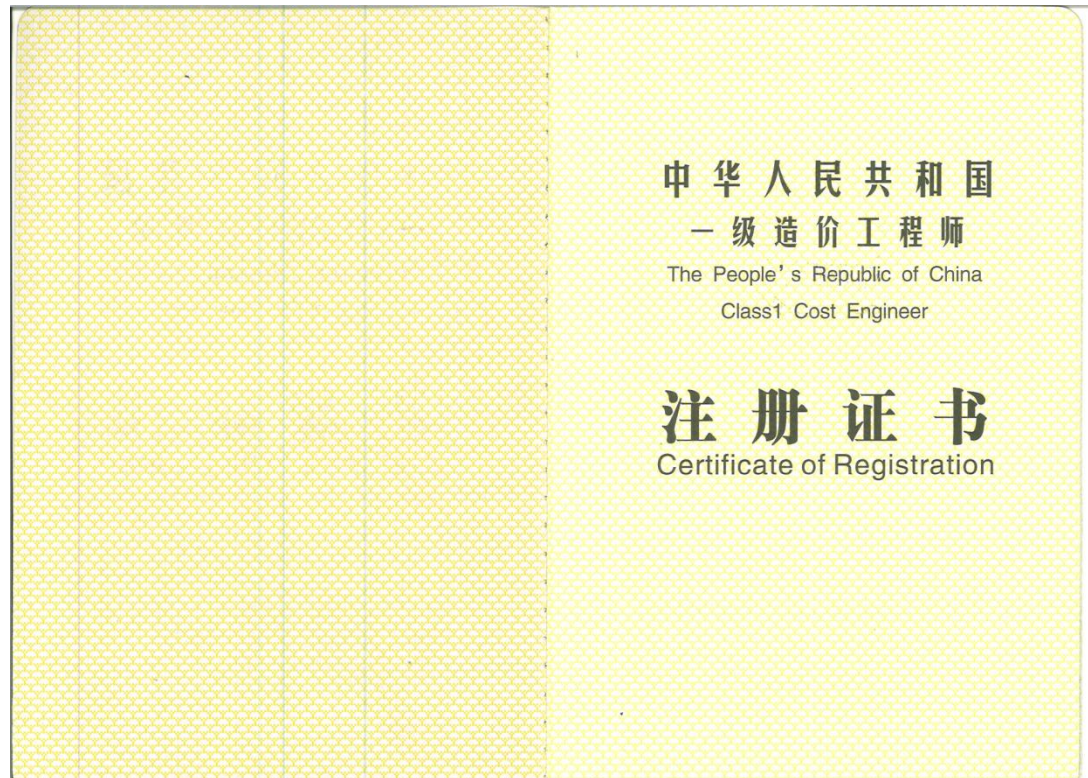 中华人民共和国
一级造价工程师
The People's Republic of China
Class1 Cost Engineer
注册证书
Certificate of Registration